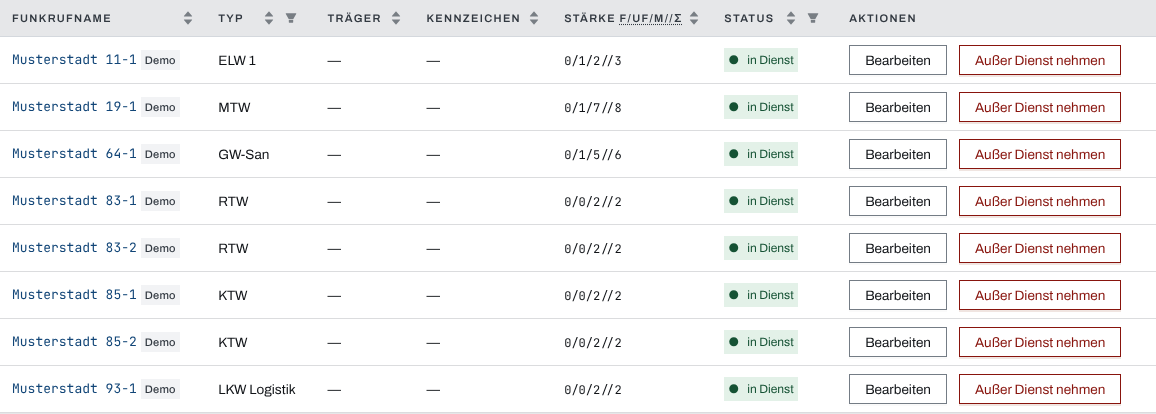 FUNKRUFNAME TYP TRÄGER KENNZEICHEN STÄRKE F/UF/M//Σ STATUS AKTIONEN
Musterstadt 11-1 Demo ELW 1 — — 0/1/2//3 in Dienst Bearbeiten Außer Dienst nehmen
Musterstadt 19-1 Demo MTW — — 0/1/7//8 in Dienst Bearbeiten Außer Dienst nehmen
Musterstadt 64-1 Demo GW-San — — 0/1/5//6 in Dienst Bearbeiten Außer Dienst nehmen
Musterstadt 83-1 Demo RTW — — 0/0/2//2 in Dienst Bearbeiten Außer Dienst nehmen
Musterstadt 83-2 Demo RTW — — 0/0/2//2 in Dienst Bearbeiten Außer Dienst nehmen
Musterstadt 85-1 Demo KTW — — 0/0/2//2 in Dienst Bearbeiten Außer Dienst nehmen
Musterstadt 85-2 Demo KTW — — 0/0/2//2 in Dienst Bearbeiten Außer Dienst nehmen
Musterstadt 93-1 Demo LKW Logistik — — 0/0/2//2 in Dienst Bearbeiten Außer Dienst nehmen